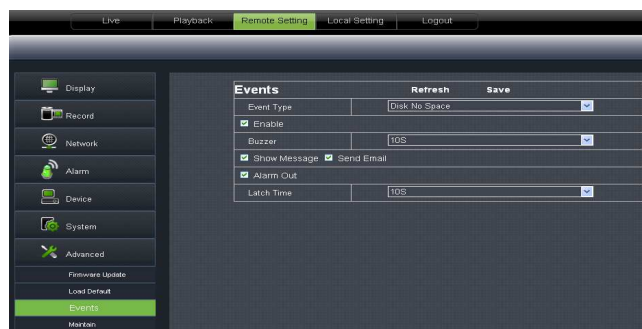 Live Playback Remote Setting Local Setting Logout
Display
Record
Network
Alarm
Device
System
Advanced
Firmware Update
Load Default
Events
Maintain
Events Refresh Save
Event Type Disk No Space
Enable
Buzzer 10S
Show Message Send Email
Alarm Out
Latch Time 10S